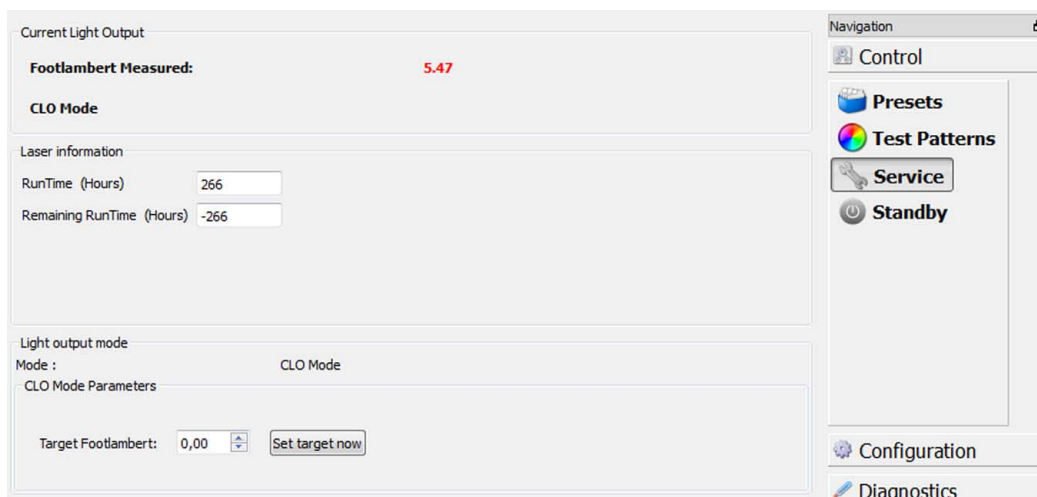 Current Light Output
Footlambert Measured: 5.47
CLO Mode
Laser information
RunTime (Hours) 266
Remaining RunTime (Hours) -266
Light output mode
Mode : CLO Mode
CLO Mode Parameters
Target Footlambert: 0,00 Set target now
Navigation
Control
Presets
Test Patterns
Service
Standby
Configuration
Diagnostics